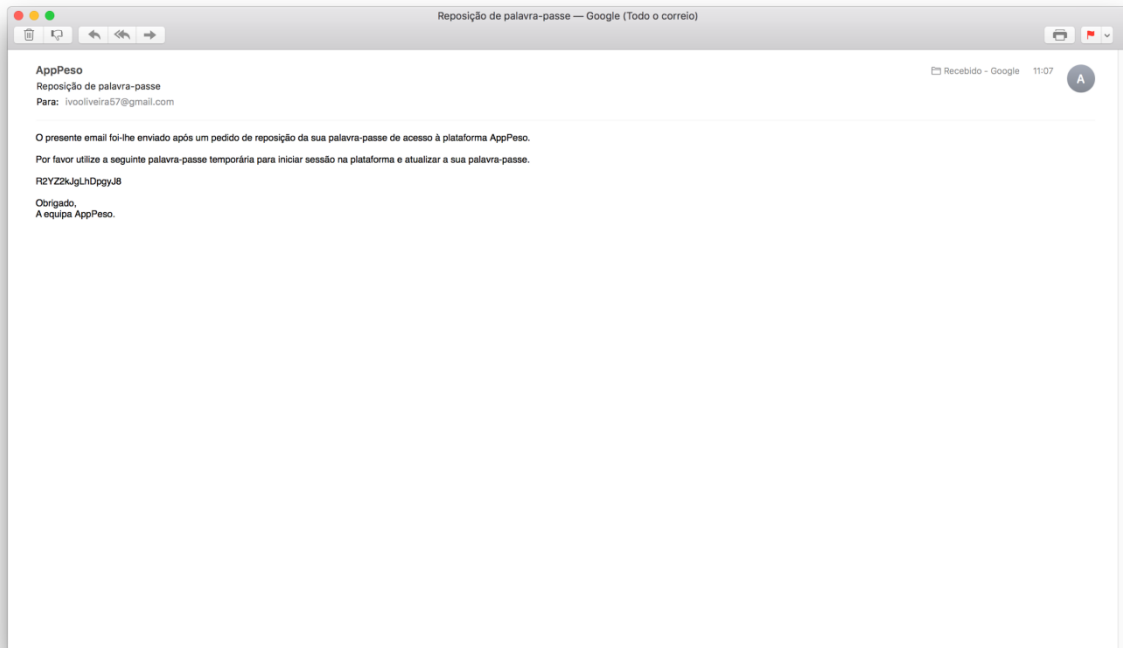 Reposição de palavra-passe — Google (Todo o correio)
AppPeso
Recebido - Google 11:07
A
Reposição de palavra-passe
Para: ivooliveira57@gmail.com
O presente email foi-lhe enviado após um pedido de reposição da sua palavra-passe de acesso à plataforma AppPeso.
Por favor utilize a seguinte palavra-passe temporária para iniciar sessão na plataforma e atualizar a sua palavra-passe.
R2YZ2kJgLhDpgyJ8
Obrigado,
A equipa AppPeso.